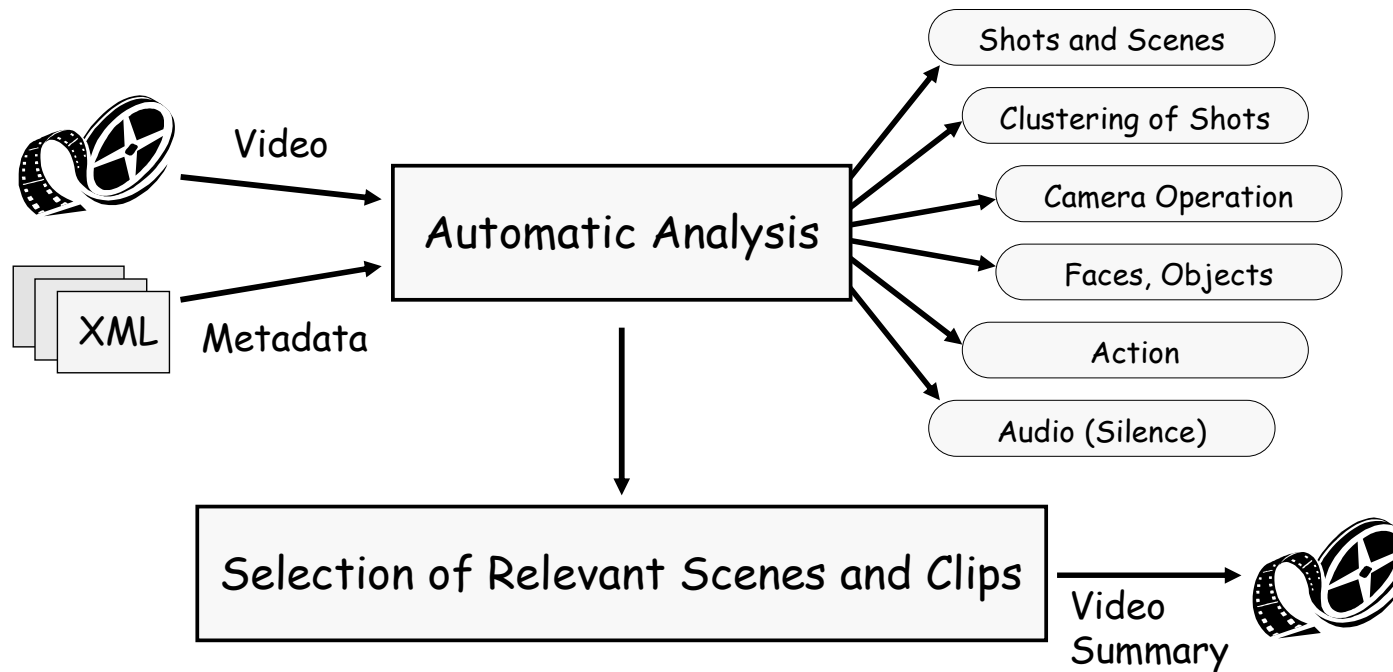 Shots and Scenes
Clustering of Shots
Video
Camera Operation
Automatic Analysis
Faces, Objects
XML
Metadata
Action
Audio (Silence)
Selection of Relevant Scenes and Clips
Video
Summary